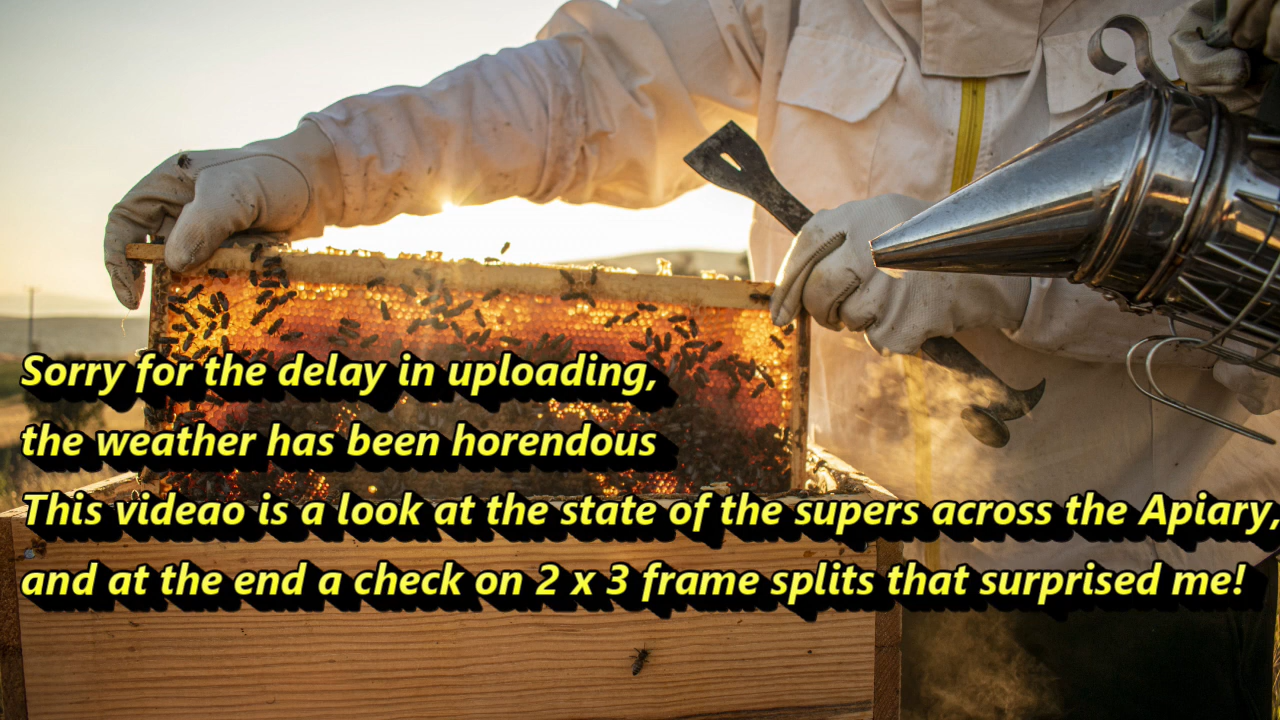 Sorry for the delay in uploading,
the weather has been horendous
This videao is a look at the state of the supers across the Apiary,
and at the end a check on 2 x 3 frame splits that surprised me!